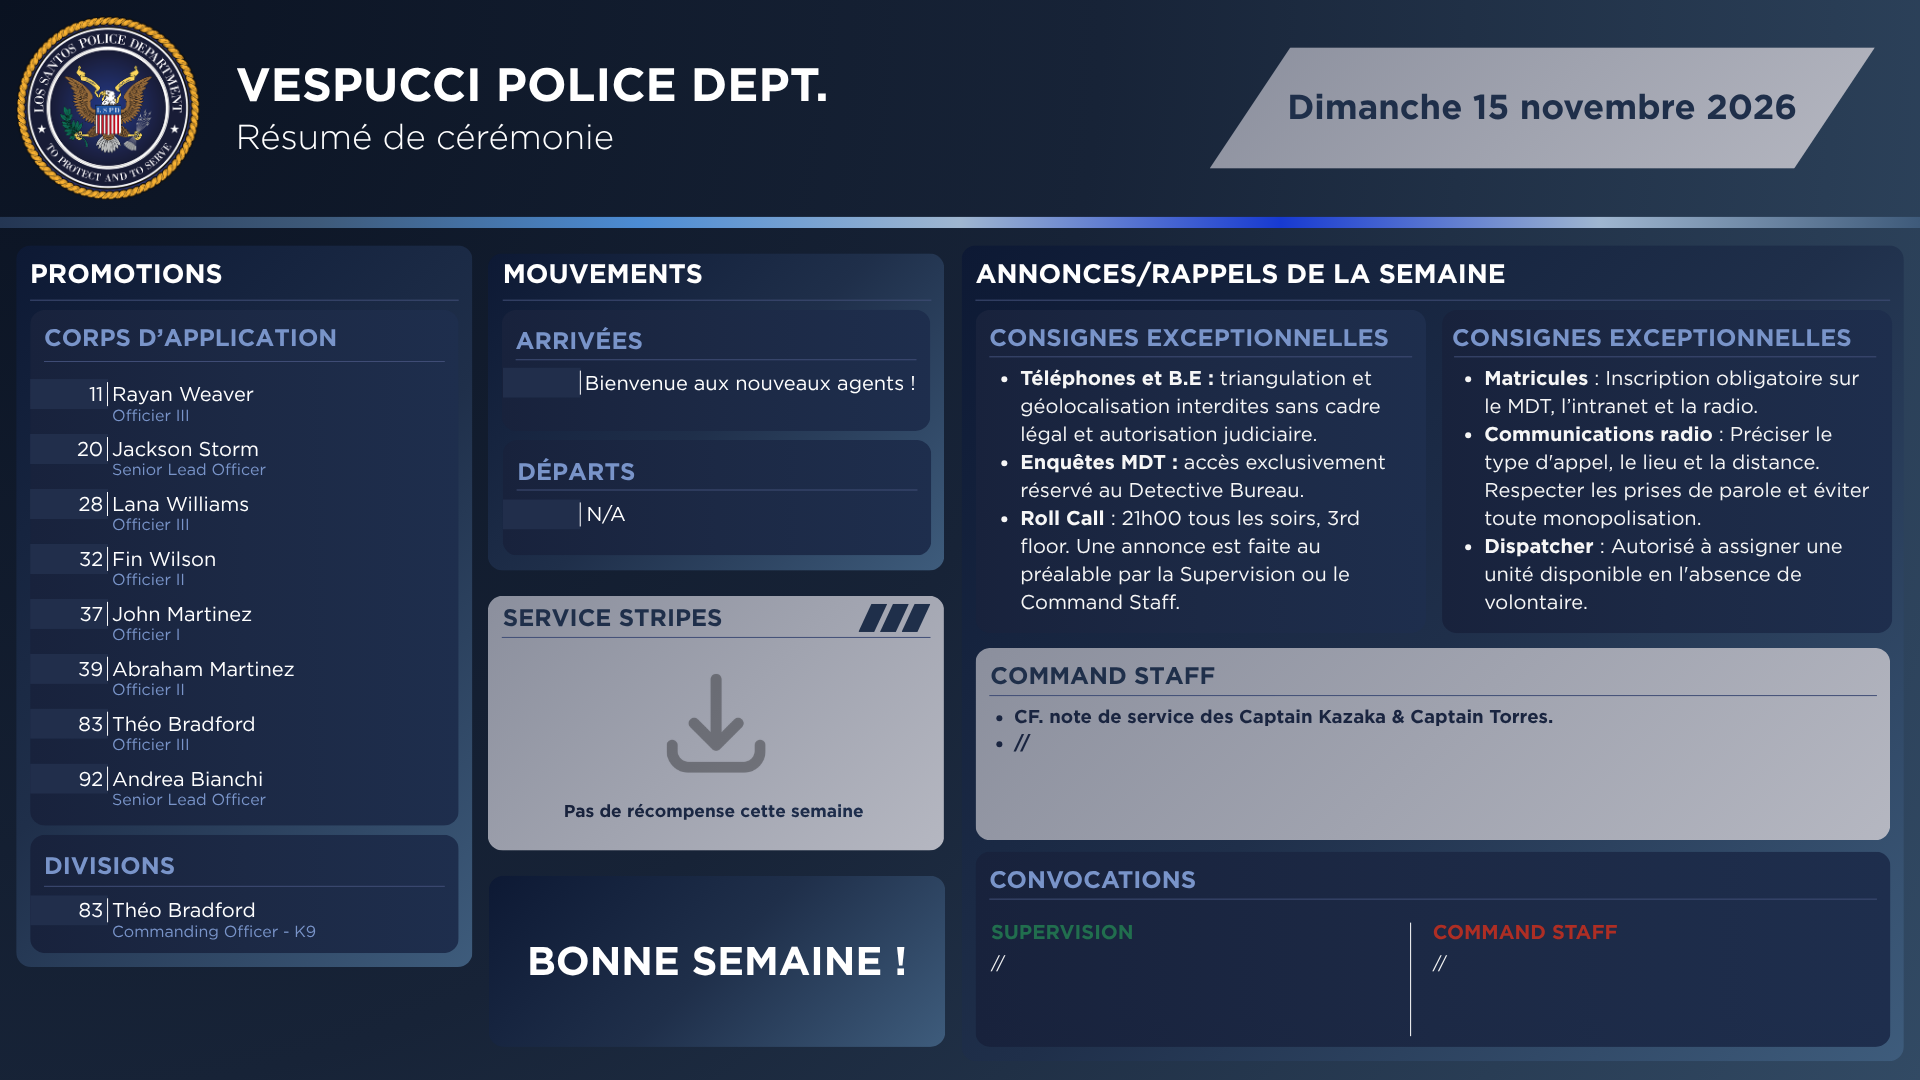 LOS SANTOS POLICE DEPARTMENT
LSPD
TO PROTECT AND TO SERVE
VESPUCCI POLICE DEPT.
Résumé de cérémonie
Dimanche 15 novembre 2026
PROMOTIONS
CORPS D’APPLICATION
11 Rayan Weaver
Officier III
20 Jackson Storm
Senior Lead Officer
28 Lana Williams
Officier III
32 Fin Wilson
Officier II
37 John Martinez
Officier I
39 Abraham Martinez
Officier II
83 Théo Bradford
Officier III
92 Andrea Bianchi
Senior Lead Officer
DIVISIONS
83 Théo Bradford
Commanding Officer - K9
MOUVEMENTS
ARRIVÉES
Bienvenue aux nouveaux agents !
DÉPARTS
N/A
SERVICE STRIPES
Pas de récompense cette semaine
BONNE SEMAINE !
ANNONCES/RAPPELS DE LA SEMAINE
CONSIGNES EXCEPTIONNELLES
• Téléphones et B.E : triangulation et
géolocalisation interdites sans cadre
légal et autorisation judiciaire.
• Enquêtes MDT : accès exclusivement
réservé au Detective Bureau.
• Roll Call : 21h00 tous les soirs, 3rd
floor. Une annonce est faite au
préalable par la Supervision ou le
Command Staff.
CONSIGNES EXCEPTIONNELLES
• Matricules : Inscription obligatoire sur
le MDT, l’intranet et la radio.
• Communications radio : Préciser le
type d'appel, le lieu et la distance.
Respecter les prises de parole et éviter
toute monopolisation.
• Dispatcher : Autorisé à assigner une
unité disponible en l'absence de
volontaire.
COMMAND STAFF
• CF. note de service des Captain Kazaka & Captain Torres.
• //
CONVOCATIONS
SUPERVISION
//
COMMAND STAFF
//